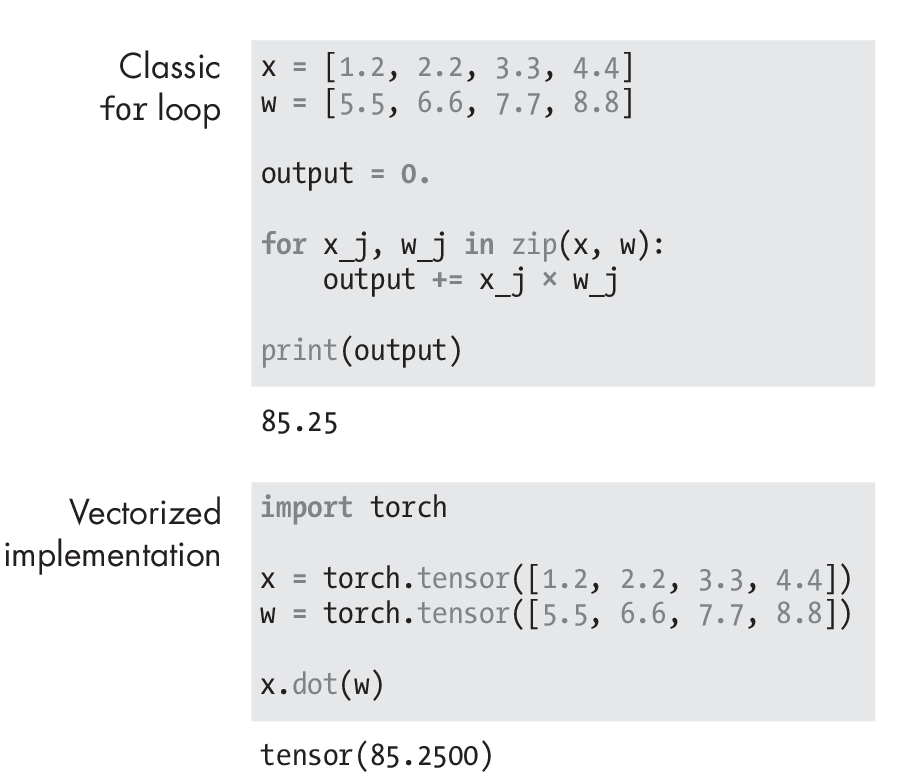 Classic
for loop
x = [1.2, 2.2, 3.3, 4.4]
w = [5.5, 6.6, 7.7, 8.8]
output = 0.
for x_j, w_j in zip(x, w):
    output += x_j × w_j
print(output)
85.25
Vectorized
implementation
import torch
x = torch.tensor([1.2, 2.2, 3.3, 4.4])
w = torch.tensor([5.5, 6.6, 7.7, 8.8])
x.dot(w)
tensor(85.2500)